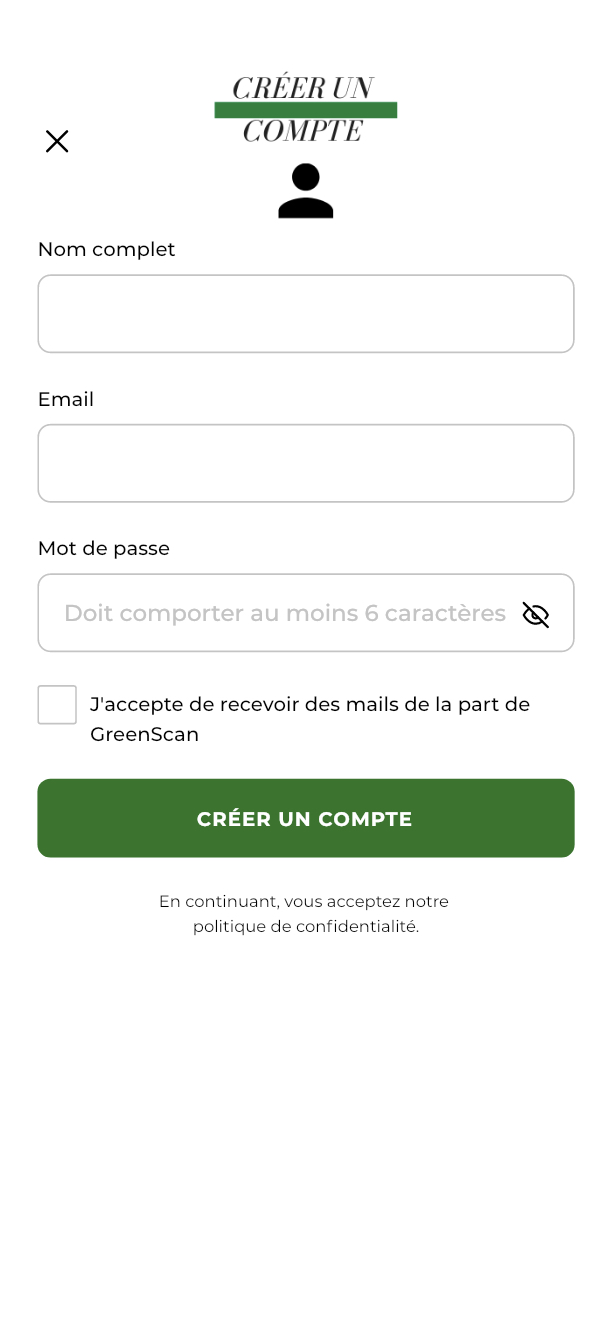 CRÉER UN
COMPTE
Nom complet
Email
Mot de passe
Doit comporter au moins 6 caractères
J'accepte de recevoir des mails de la part de
GreenScan
CRÉER UN COMPTE
En continuant, vous acceptez notre
politique de confidentialité.